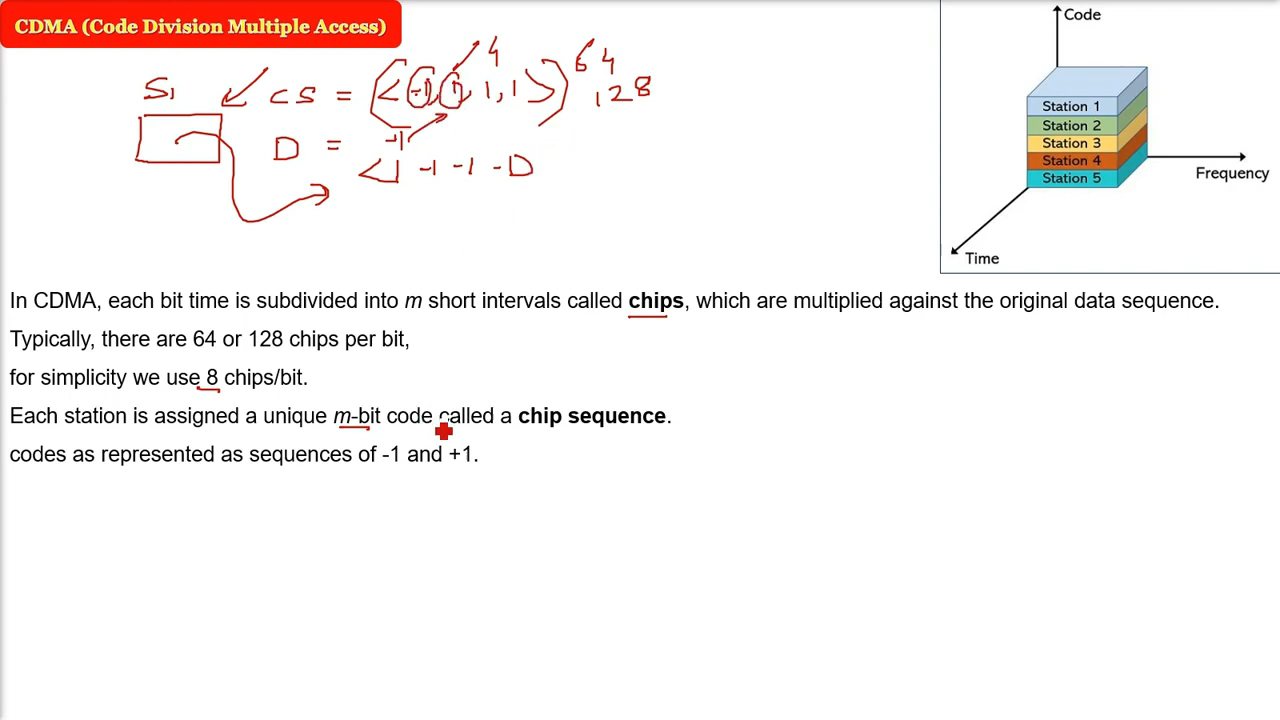 CDMA (Code Division Multiple Access)
S1 CS = (<-1, 1, 1, 1>) 4 64
128
D = -1
<1 -1 -1 -1>
Code
Station 1
Station 2
Station 3
Station 4
Station 5
Frequency
Time
In CDMA, each bit time is subdivided into m short intervals called chips, which are multiplied against the original data sequence.
Typically, there are 64 or 128 chips per bit,
for simplicity we use 8 chips/bit.
Each station is assigned a unique m-bit code called a chip sequence.
codes as represented as sequences of -1 and +1.